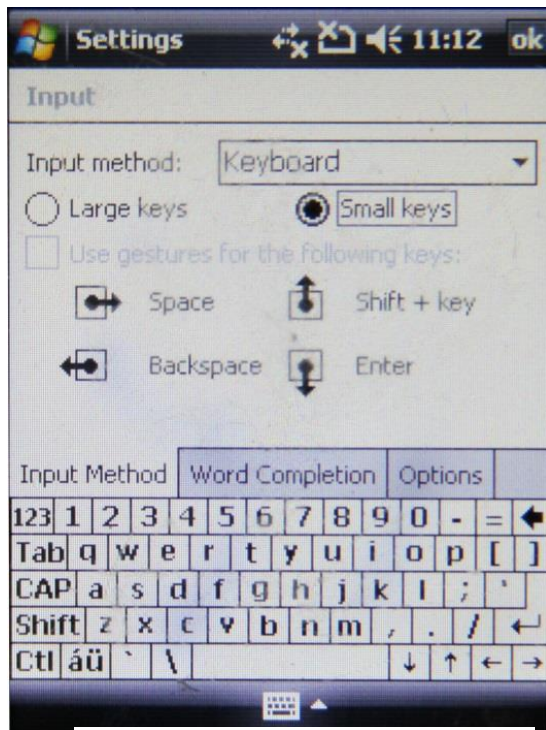 Settings 11:12 ok
Input
Input method: Keyboard
Large keys Small keys
Use gestures for the following keys:
Space Shift + key
Backspace Enter
Input Method Word Completion Options
123 1 2 3 4 5 6 7 8 9 0 - =
Tab q w e r t y u i o p [ ]
CAP a s d f g h j k l ; '
Shift z x c v b n m , . /
Ctl áü ` \